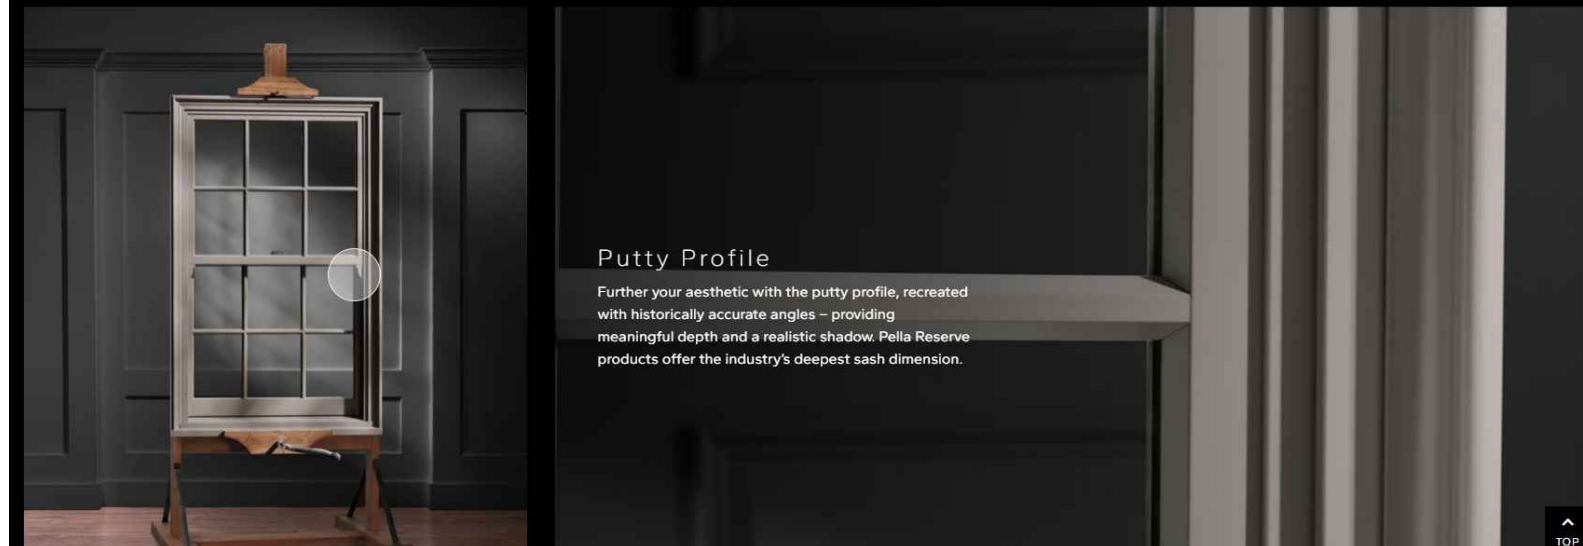 Putty Profile
Further your aesthetic with the putty profile, recreated
with historically accurate angles – providing
meaningful depth and a realistic shadow. Pella Reserve
products offer the industry's deepest sash dimension.
TOP